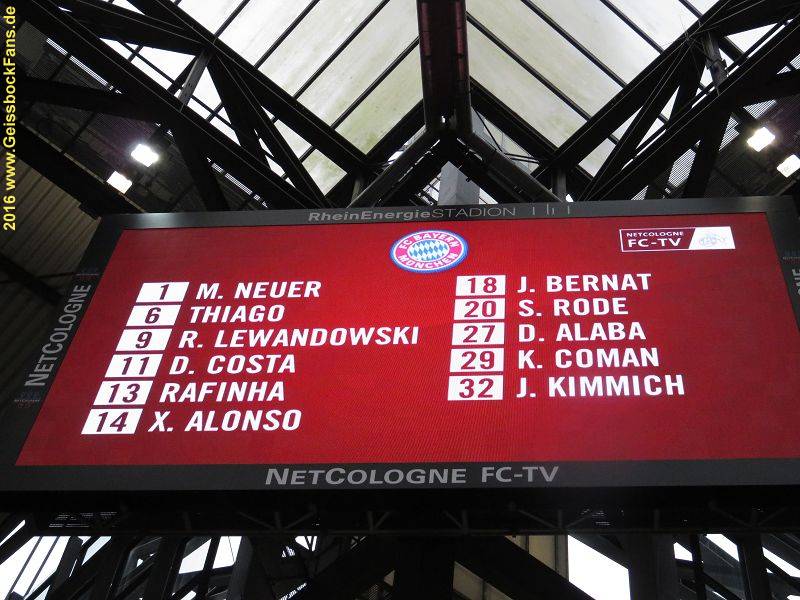 2016 www.GeissbockFans.de
RheinEnergieSTADION
FC BAYERN
MÜNCHEN
NETCOLOGNE
FC-TV
NETCOLOGNE
1 M. NEUER
6 THIAGO
9 R. LEWANDOWSKI
11 D. COSTA
13 RAFINHA
14 X. ALONSO
18 J. BERNAT
20 S. RODE
27 D. ALABA
29 K. COMAN
32 J. KIMMICH
NETCOLOGNE FC-TV